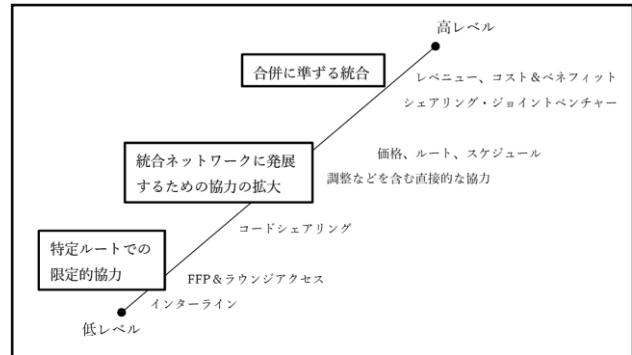 高レベル
合併に準ずる統合
レベニュー、コスト＆ベネフィット
シェアリング・ジョイントベンチャー
価格、ルート、スケジュール
調整などを含む直接的な協力
統合ネットワークに発展
するための協力の拡大
コードシェアリング
特定ルートでの
限定的協力
FFP＆ラウンジアクセス
インターライン
低レベル